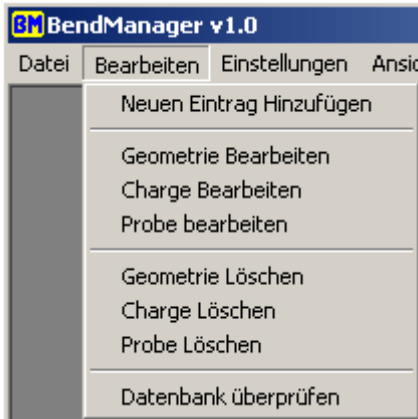 BM BendManager v1.0
Datei Bearbeiten Einstellungen Ansic
Neuen Eintrag Hinzufügen
Geometrie Bearbeiten
Charge Bearbeiten
Probe bearbeiten
Geometrie Löschen
Charge Löschen
Probe Löschen
Datenbank überprüfen